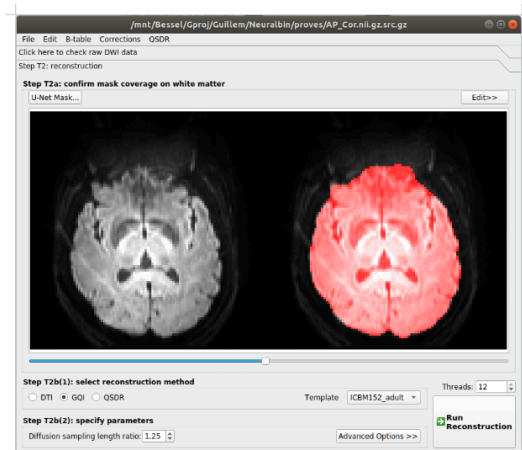 /mnt/Bessel/Gproj/Guillem/Neuralbin/proves/AP_Cor.nii.gz.src.gz
File Edit B-table Corrections QSDR
Click here to check raw DWI data
Step T2: reconstruction
Step T2a: confirm mask coverage on white matter
U-Net Mask... Edit>>
Step T2b(1): select reconstruction method Threads: 12
DTI GQI QSDR Template ICBM152_adult
Step T2b(2): specify parameters Run
Diffusion sampling length ratio: 1.25 Advanced Options >> Reconstruction